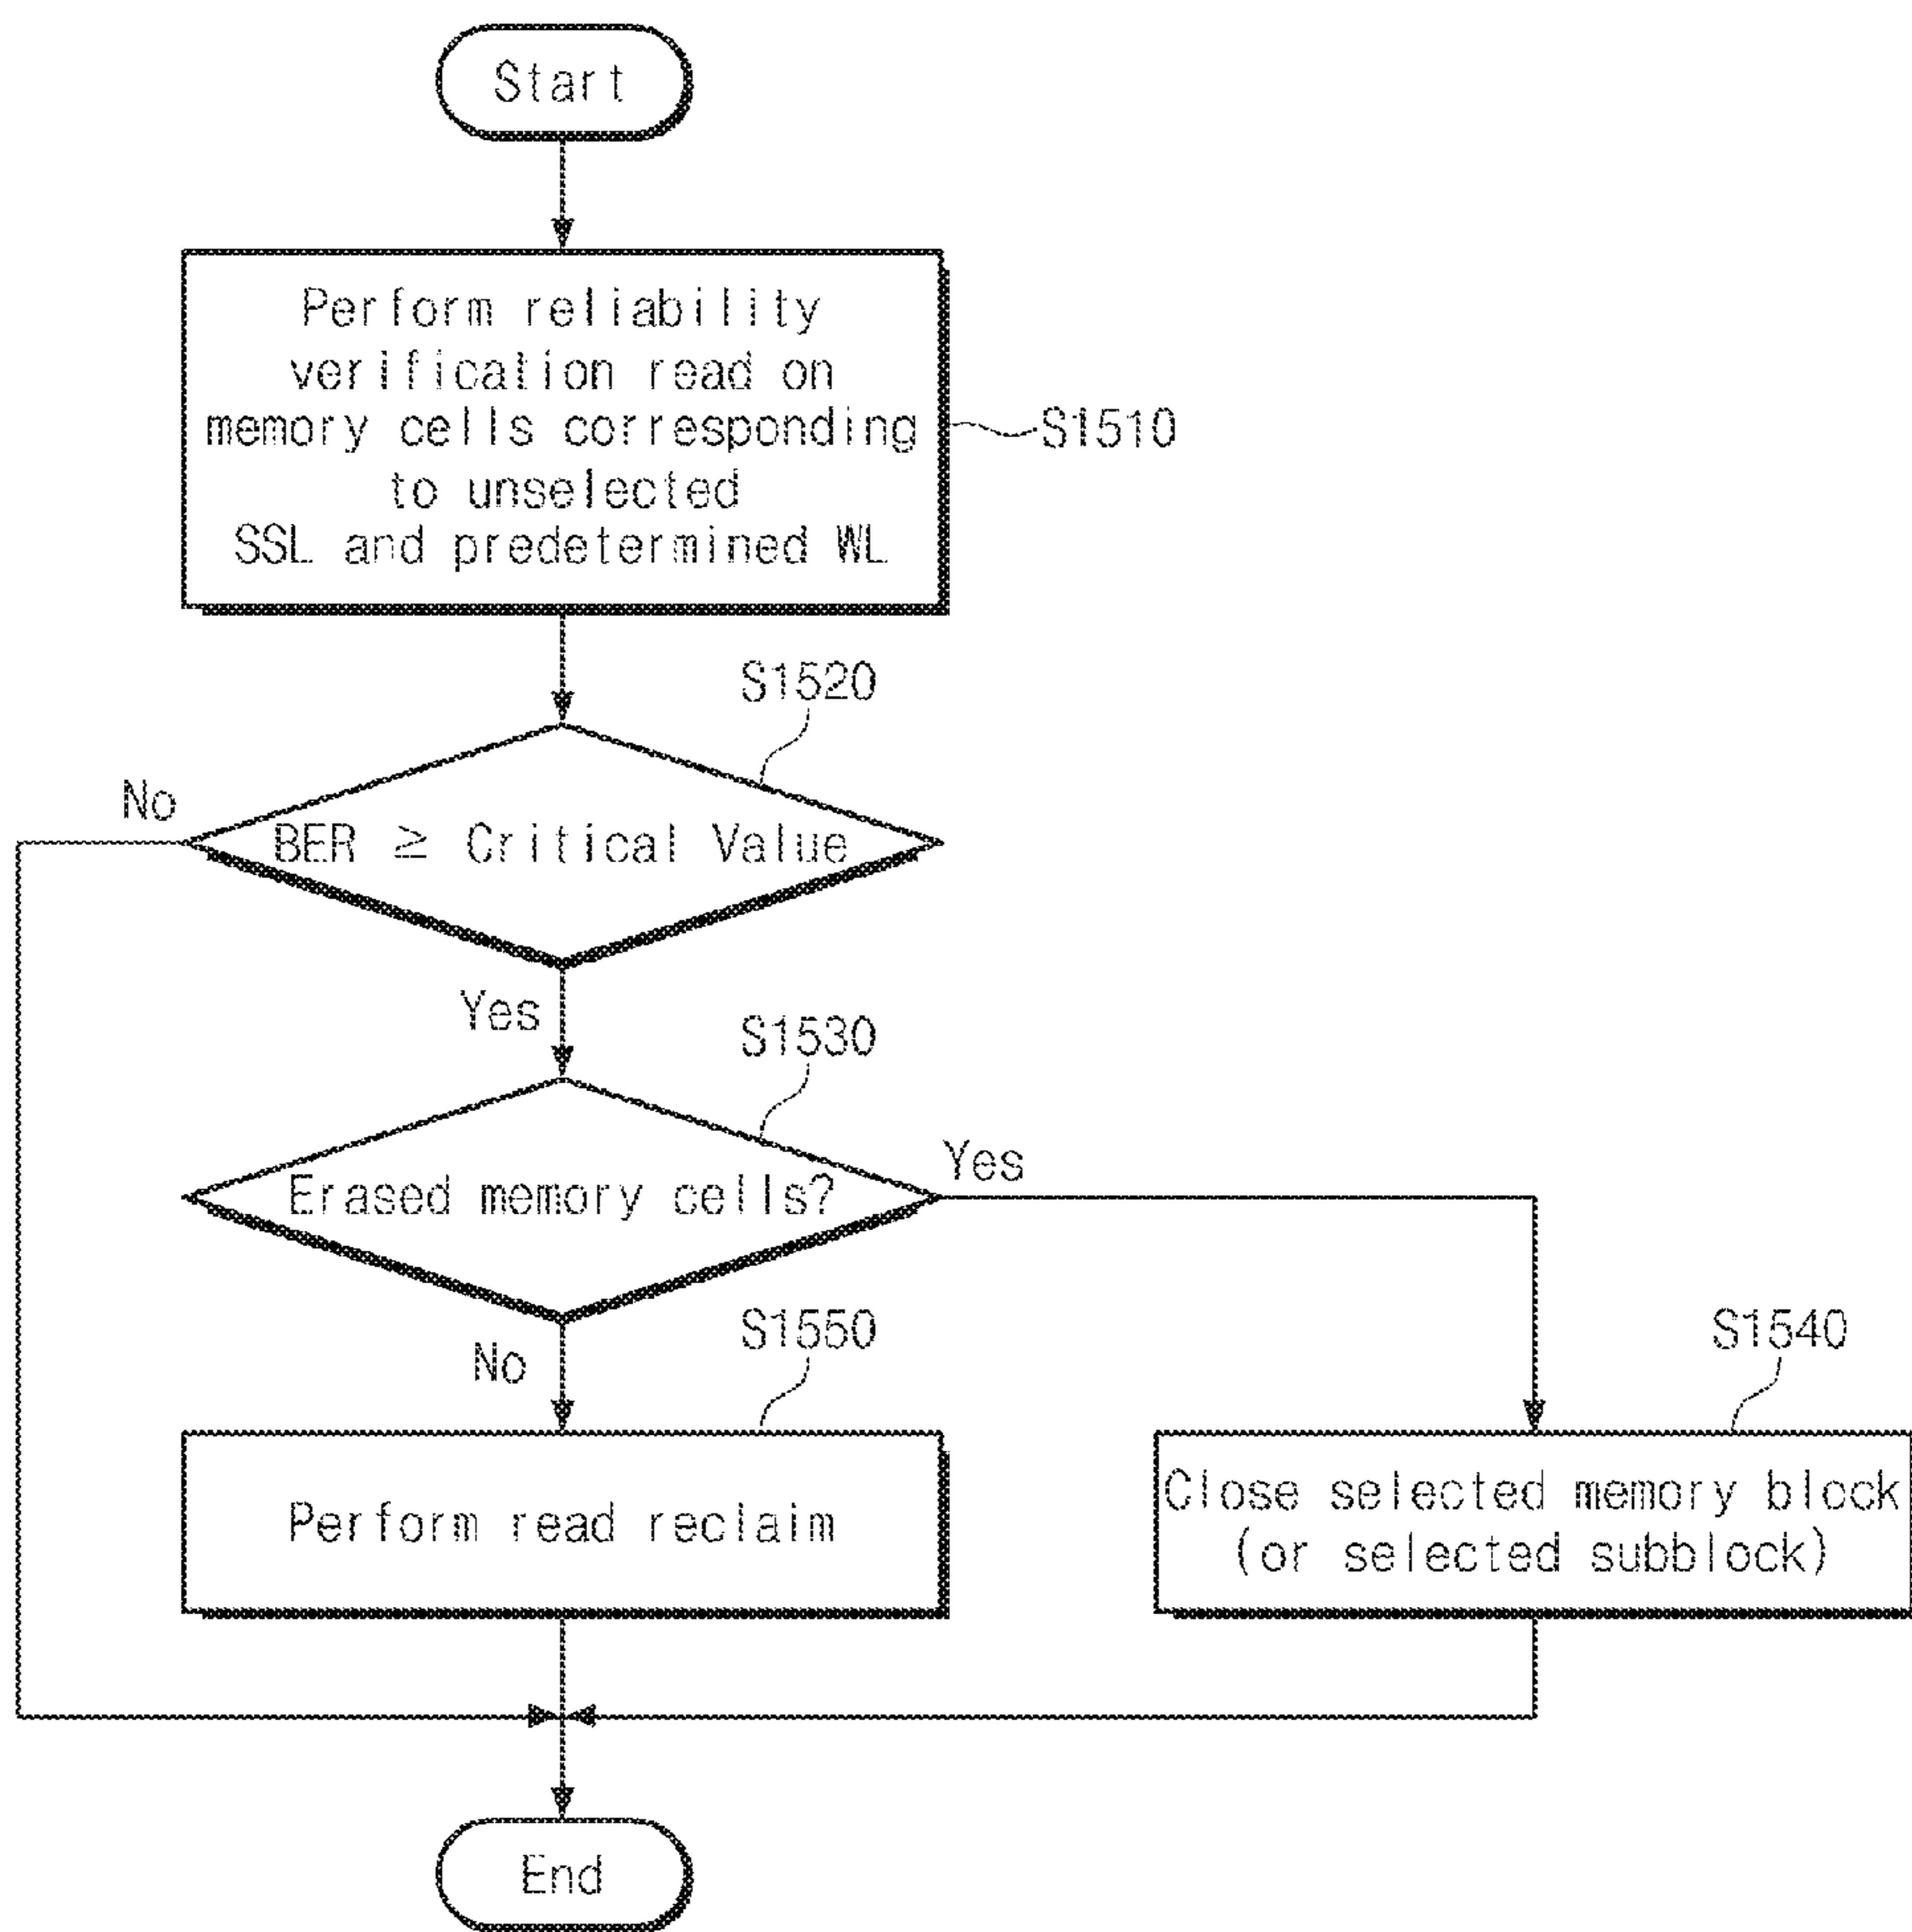 Start
Perform reliability
verification read on
memory cells corresponding
to unselected
SSL and predetermined WL
S1510
S1520
No
BER ≥ Critical Value
Yes
S1530
Erased memory cells?
Yes
No
S1550
S1540
Perform read reclaim
Close selected memory block
(or selected subblock)
End